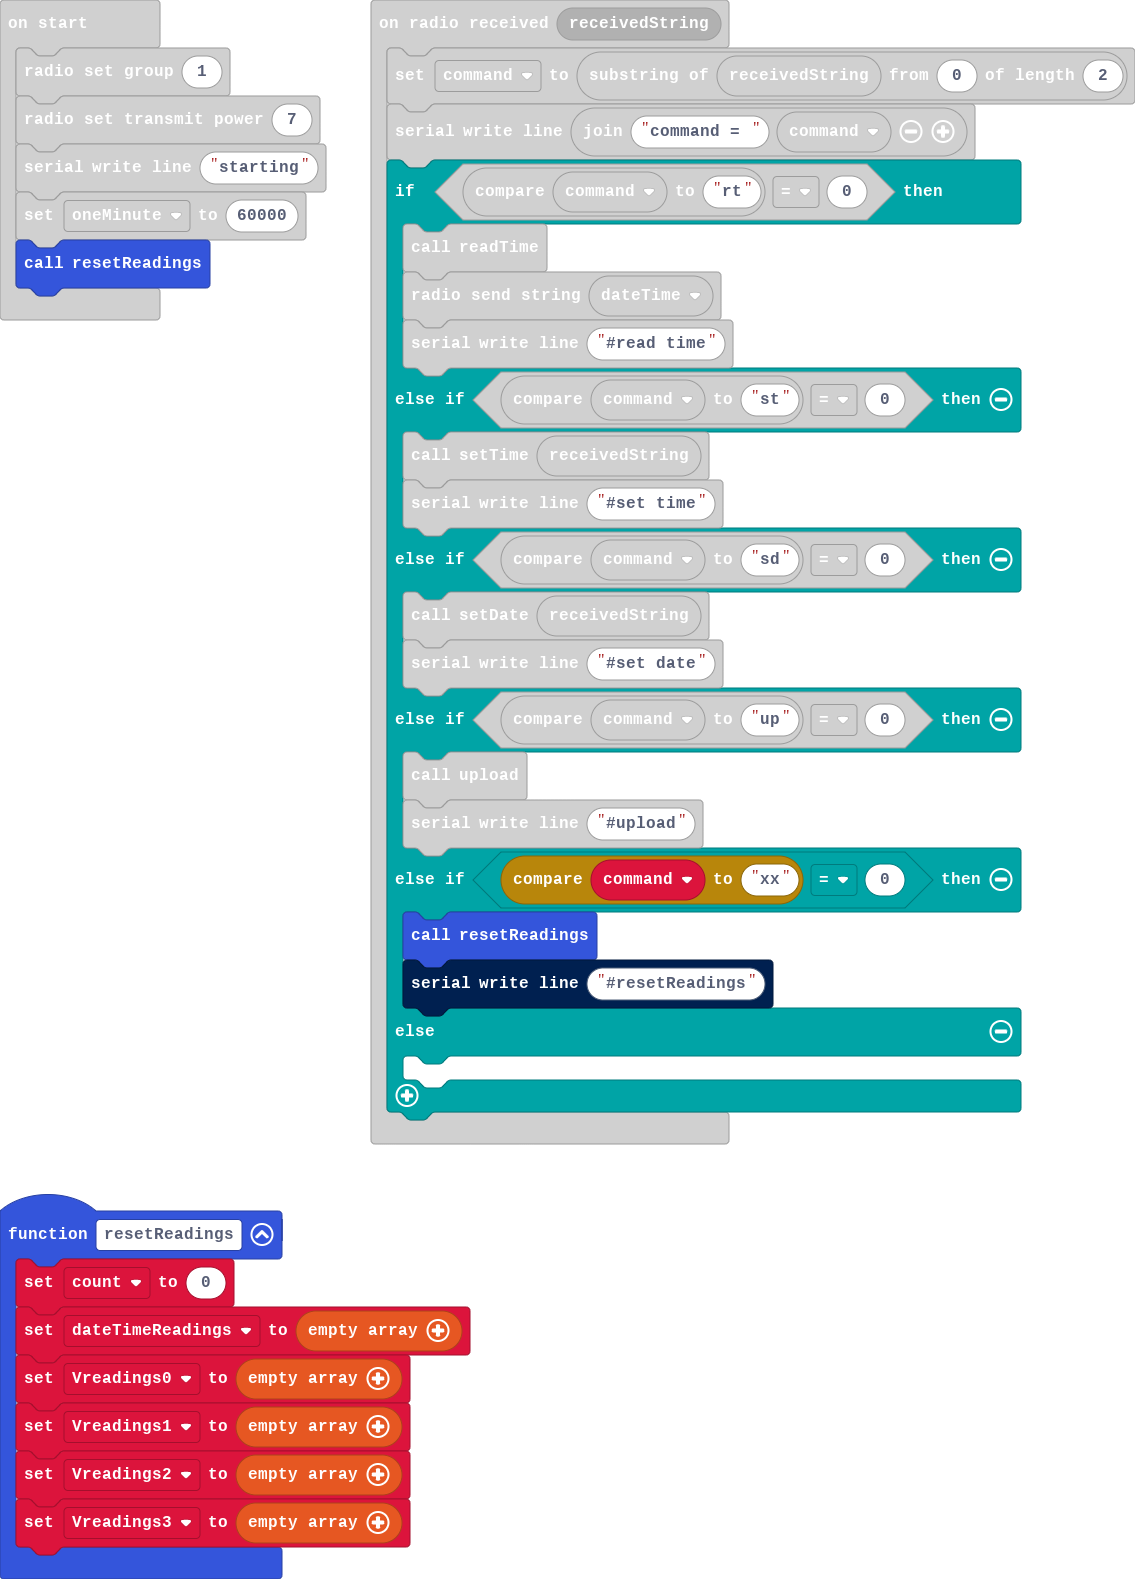 on start
radio set group 1
radio set transmit power 7
serial write line "starting"
set oneMinute to 60000
call resetReadings
on radio received receivedString
set command to substring of receivedString from 0 of length 2
serial write line join "command = " command
if compare command to "rt" = 0 then
call readTime
radio send string dateTime
serial write line "#read time"
else if compare command to "st" = 0 then
call setTime receivedString
serial write line "#set time"
else if compare command to "sd" = 0 then
call setDate receivedString
serial write line "#set date"
else if compare command to "up" = 0 then
call upload
serial write line "#upload"
else if compare command to "xx" = 0 then
call resetReadings
serial write line "#resetReadings"
else
function resetReadings
set count to 0
set dateTimeReadings to empty array
set Vreadings0 to empty array
set Vreadings1 to empty array
set Vreadings2 to empty array
set Vreadings3 to empty array